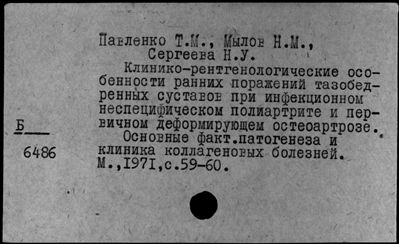 Павленко Т.М., Мылов Н.М.,
Сергеева Н.У.
Клинико-рентгенологические осо-
бенности ранних поражений тазобед-
ренных суставов при инфекционном
неспецифическом полиартрите и пер-
вичном деформирующем остеоартрозе.
Основные факт.патогенеза и
клиника коллагеновых болезней.
М.,1971,с.59-60.
Б
6486